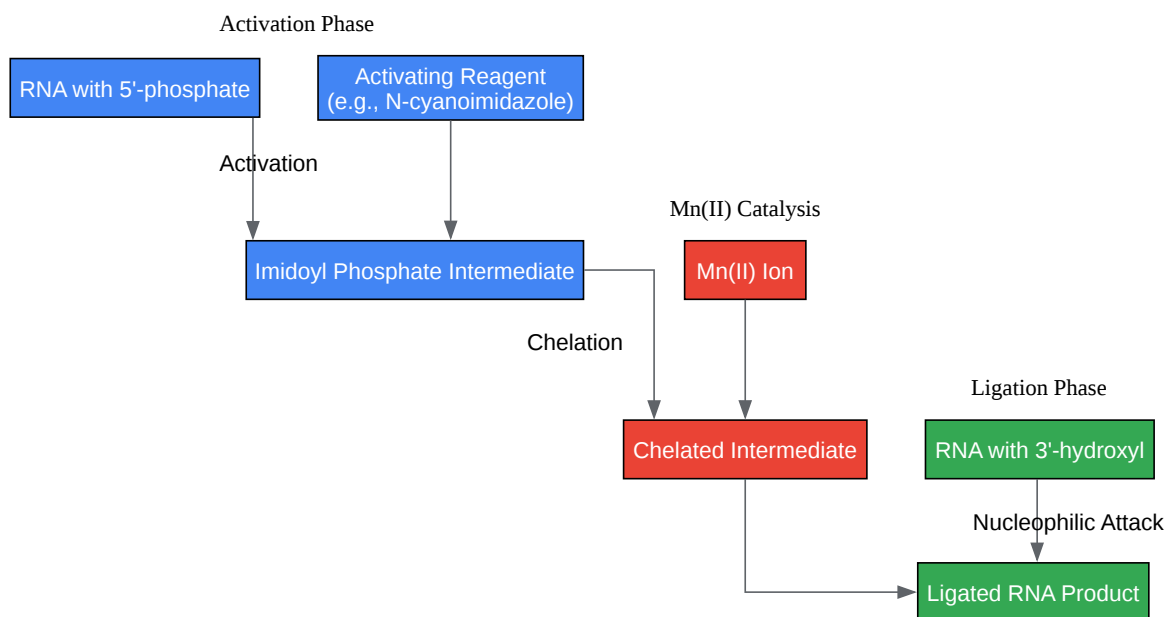 Activation Phase
RNA with 5'-phosphate
Activating Reagent
(e.g., N-cyanoimidazole)
Activation
Mn(II) Catalysis
Imidoyl Phosphate Intermediate
Mn(II) Ion
Chelation
Ligation Phase
Chelated Intermediate
RNA with 3'-hydroxyl
Nucleophilic Attack
Ligated RNA Product